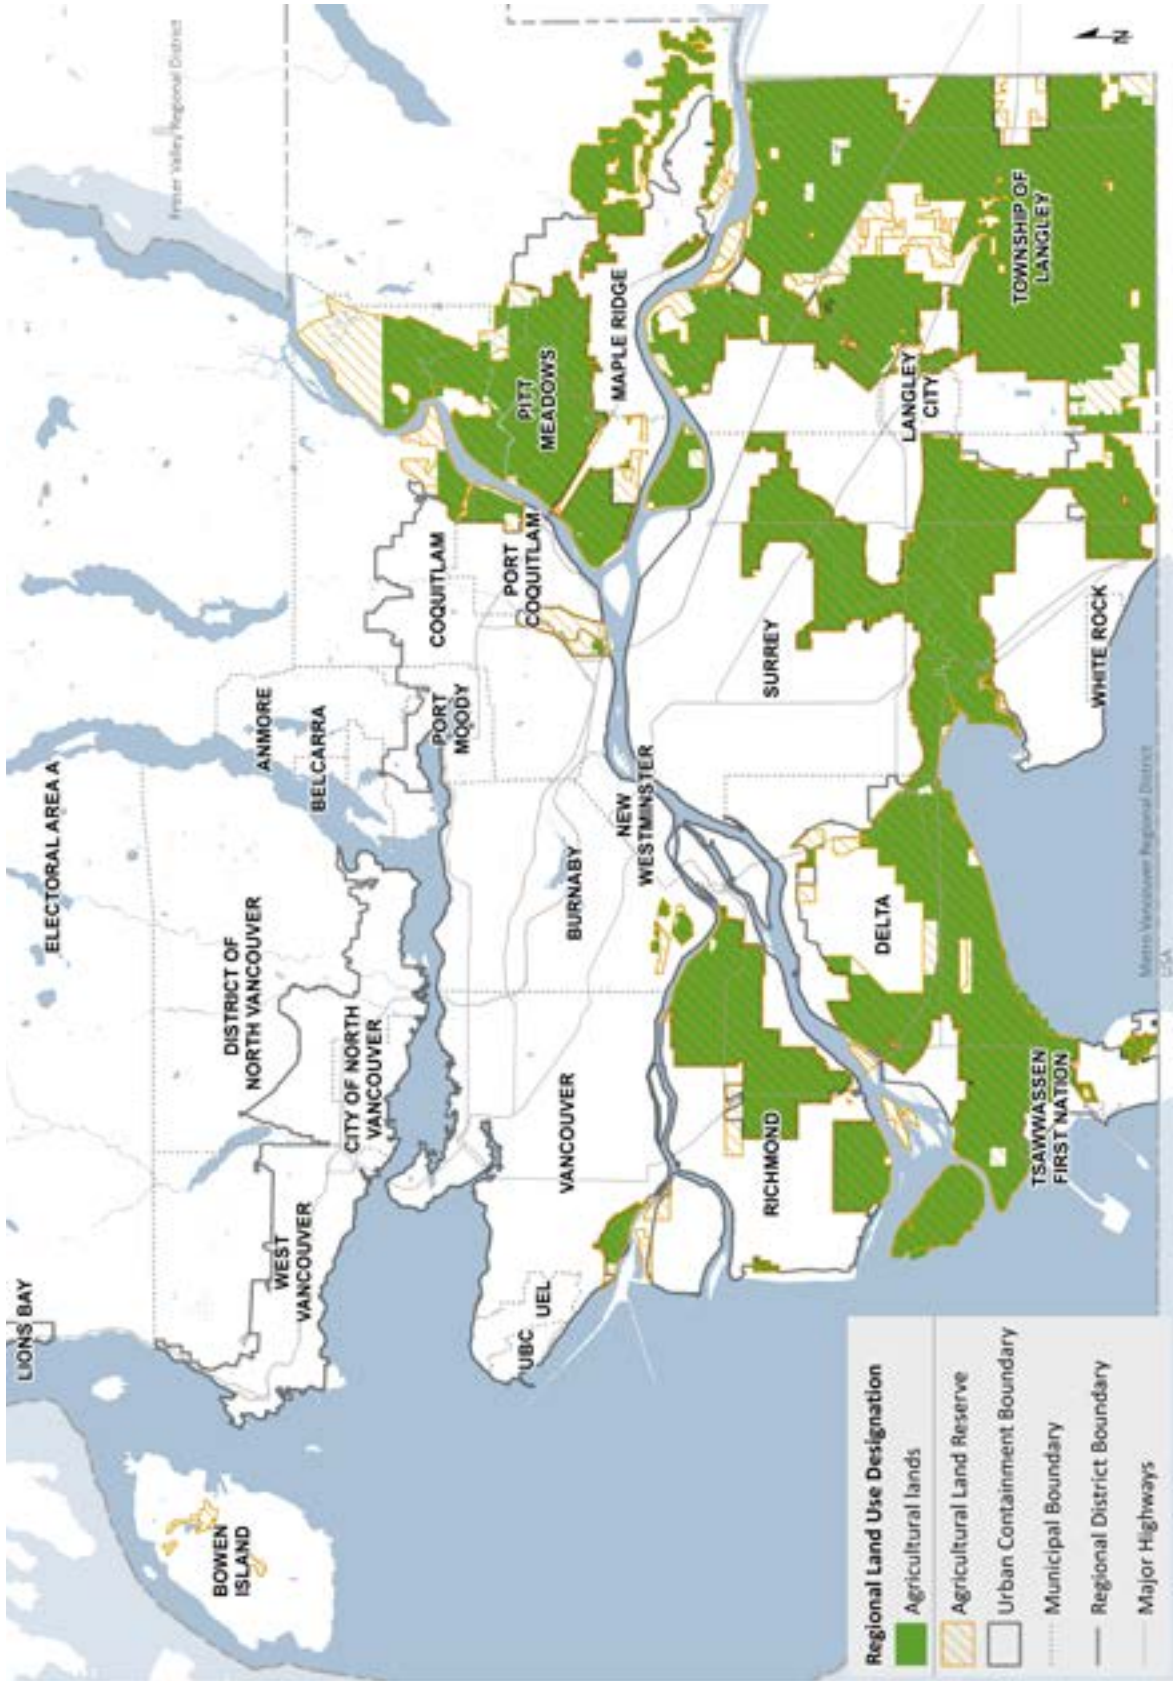 LIONS BAY
ELECTORAL AREA A
Fraser Valley Regional District
BOWEN
ISLAND
WEST
VANCOUVER
DISTRICT OF
NORTH VANCOUVER
CITY OF NORTH
VANCOUVER
ANMORE
BELCARRA
PORT
MOODY
COQUITLAM
PORT
COQUITLAM
PITT
MEADOWS
MAPLE RIDGE
UBC
UEL
VANCOUVER
BURNABY
NEW
WESTMINSTER
RICHMOND
DELTA
SURREY
LANGLEY
CITY
TOWNSHIP OF
LANGLEY
WHITE ROCK
TSAWWASSEN
FIRST NATION
Metro Vancouver Regional District
USA
N
Regional Land Use Designation
Agricultural lands
Agricultural Land Reserve
Urban Containment Boundary
Municipal Boundary
Regional District Boundary
Major Highways